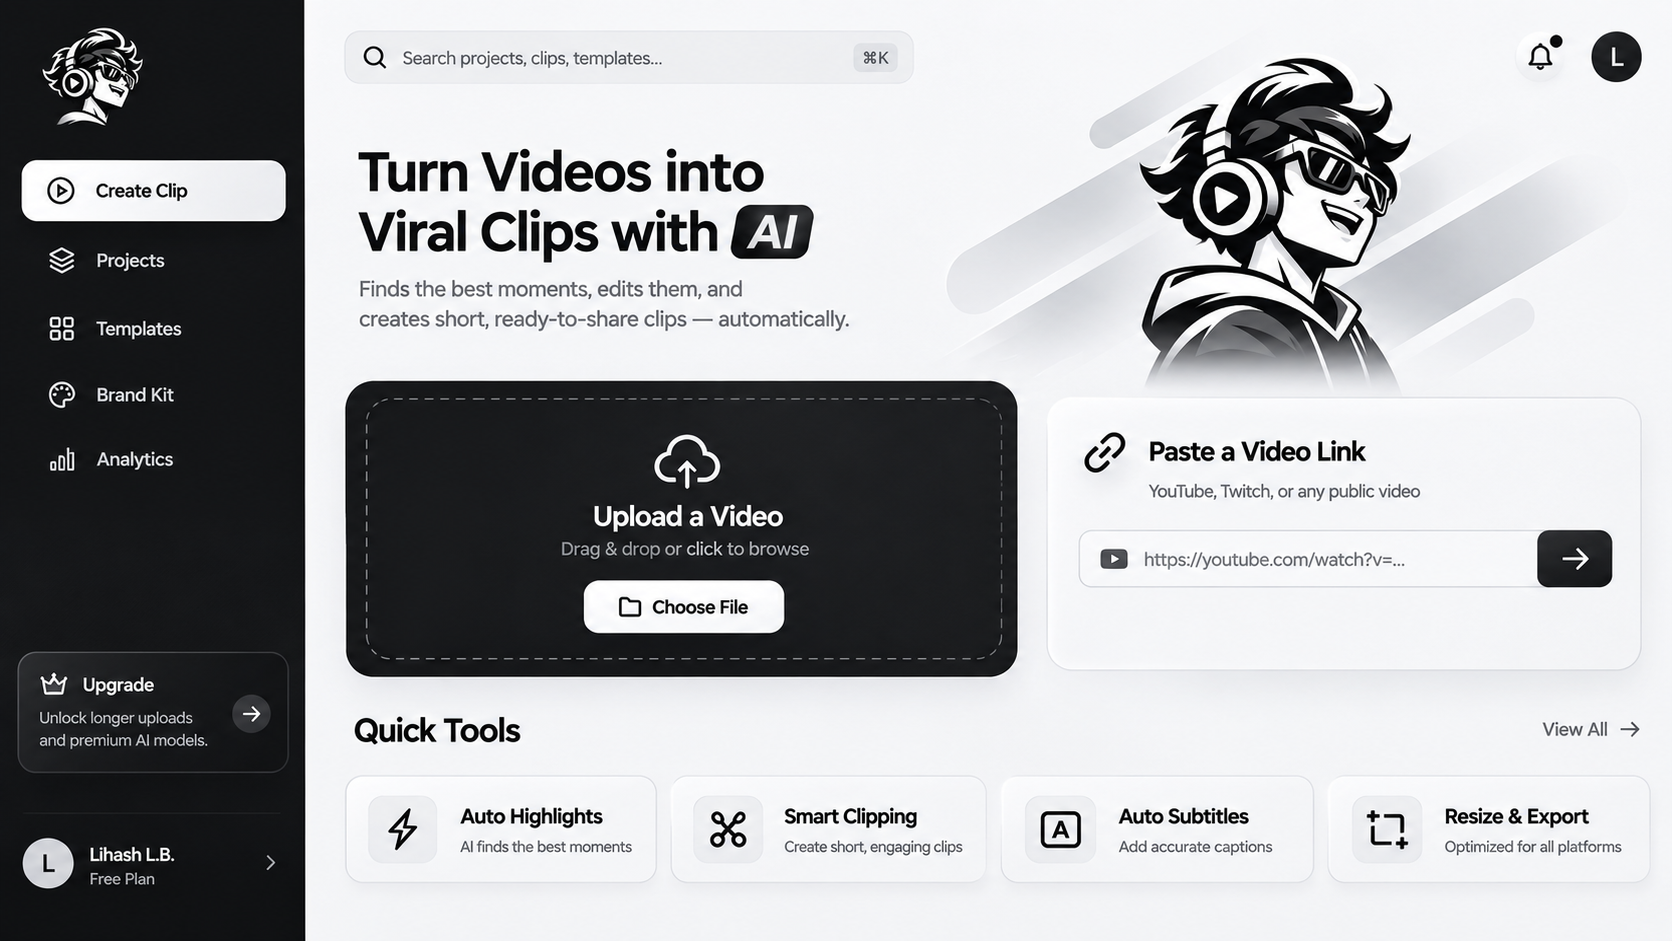 Search projects, clips, templates...
⌘K
L
Create Clip
Projects
Templates
Brand Kit
Analytics
Upgrade
Unlock longer uploads
and premium AI models.
L
Lihash L.B.
Free Plan
Turn Videos into
Viral Clips with AI
Finds the best moments, edits them, and
creates short, ready-to-share clips — automatically.
Upload a Video
Drag & drop or click to browse
Choose File
Paste a Video Link
YouTube, Twitch, or any public video
https://youtube.com/watch?v=...
Quick Tools
View All
Auto Highlights
AI finds the best moments
Smart Clipping
Create short, engaging clips
A
Auto Subtitles
Add accurate captions
Resize & Export
Optimized for all platforms